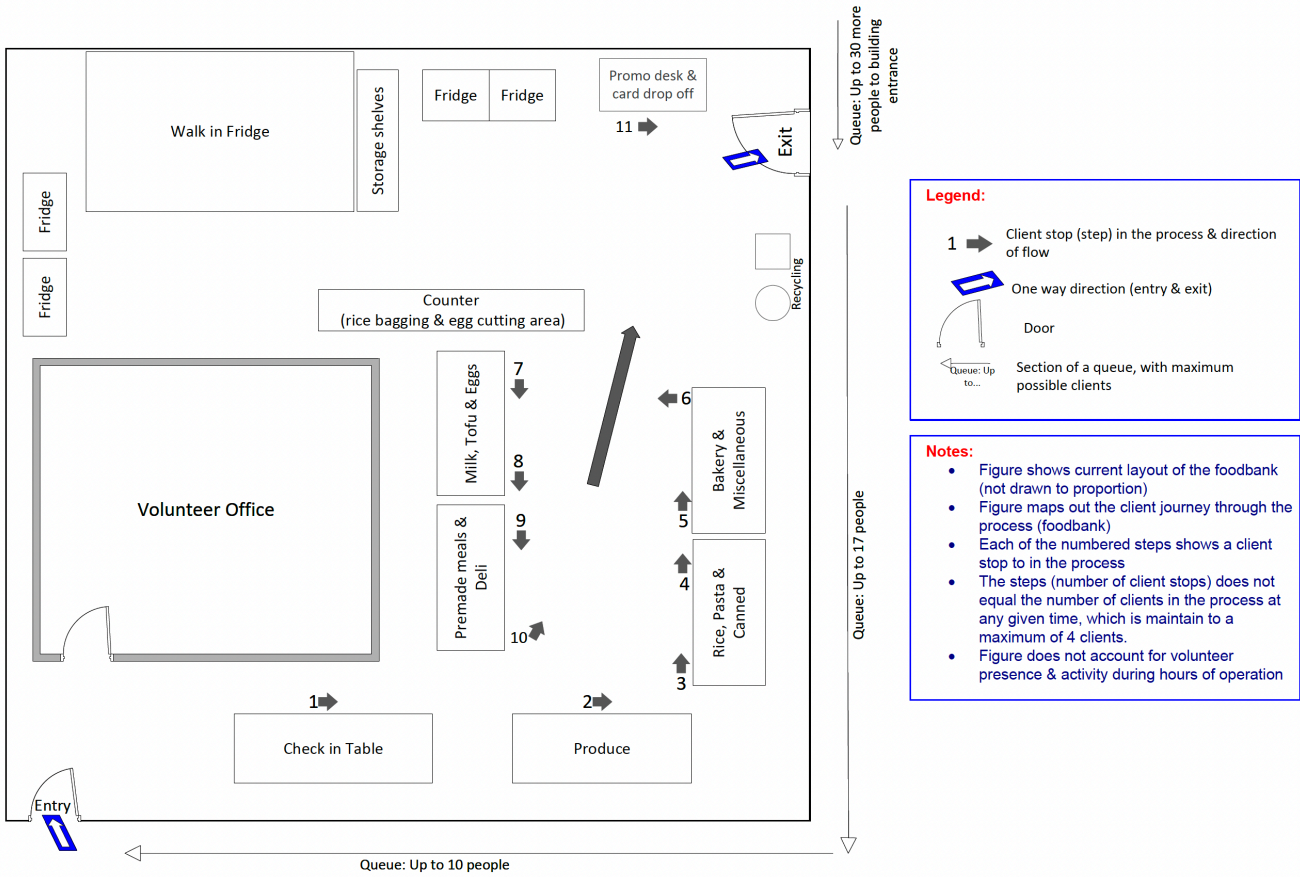 Walk in Fridge
Storage shelves
Fridge
Fridge
Promo desk &
card drop off
11
Exit
Queue: Up to 30 more
people to building
entrance
Fridge
Fridge
Recycling
Counter
(rice bagging & egg cutting area)
Milk, Tofu & Eggs
7
8
6
Bakery &
Miscellaneous
5
Volunteer Office
Premade meals &
Deli
9
10
4
Rice, Pasta &
Canned
3
1
2
Check in Table
Produce
Entry
Queue: Up to 17 people
Queue: Up to 10 people
Legend:
1
Client stop (step) in the process & direction
of flow
One way direction (entry & exit)
Door
Queue: Up
to...
Section of a queue, with maximum
possible clients
Notes:
• Figure shows current layout of the foodbank
(not drawn to proportion)
• Figure maps out the client journey through the
process (foodbank)
• Each of the numbered steps shows a client
stop to in the process
• The steps (number of client stops) does not
equal the number of clients in the process at
any given time, which is maintain to a
maximum of 4 clients.
• Figure does not account for volunteer
presence & activity during hours of operation